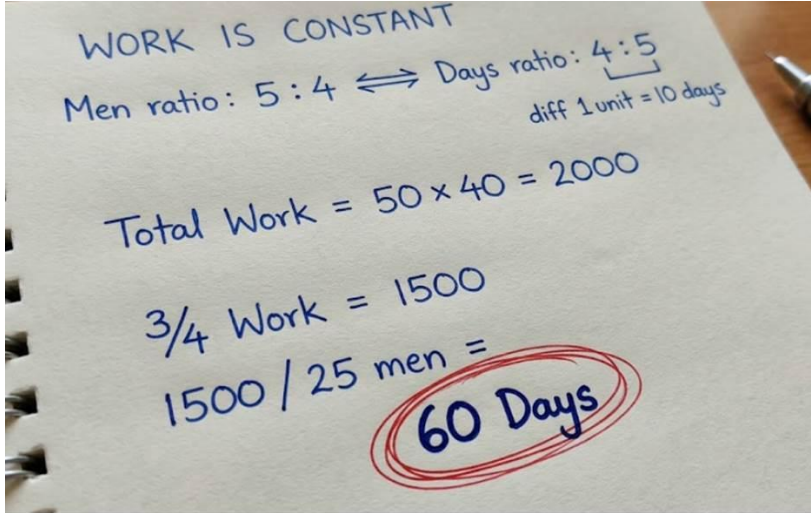 WORK IS CONSTANT
Men ratio: 5:4 ⟺ Days ratio: 4:5
diff 1 unit = 10 days
Total Work = 50 × 40 = 2000
3/4 Work = 1500
1500 / 25 men =
60 Days